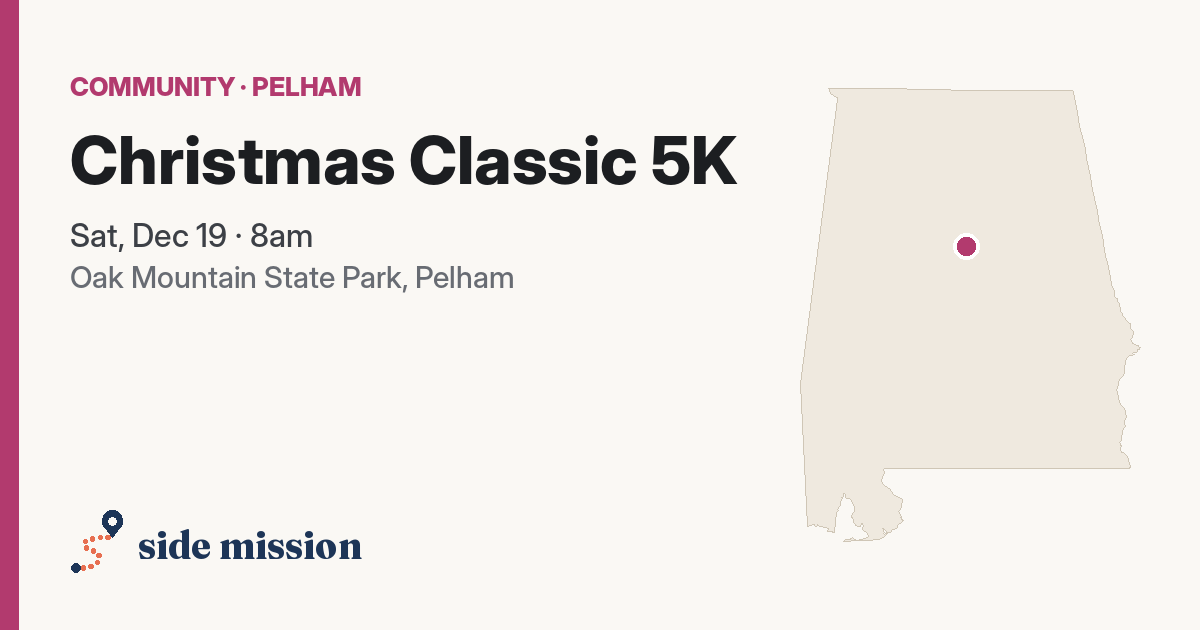 COMMUNITY · PELHAM
Christmas Classic 5K
Sat, Dec 19 · 8am
Oak Mountain State Park, Pelham
side mission